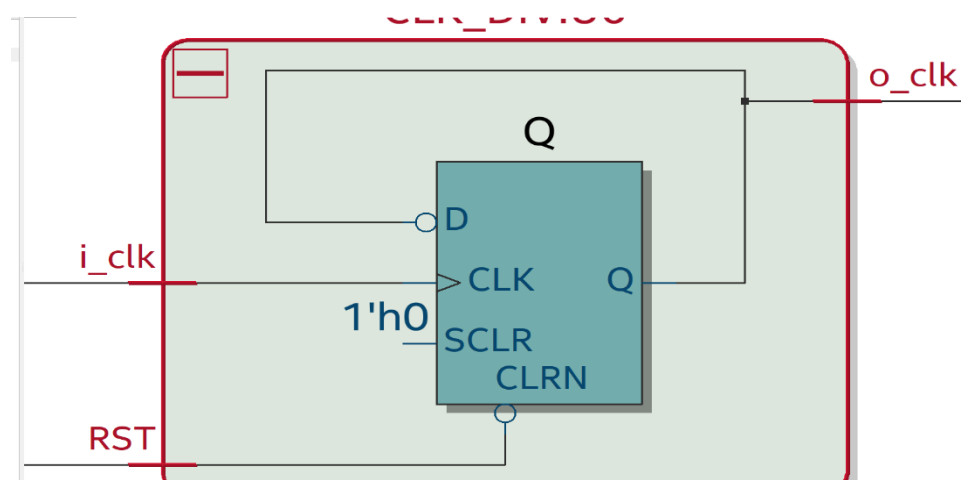 o_clk
Q
D
i_clk
CLK
Q
1'h0
SCLR
CLRN
RST